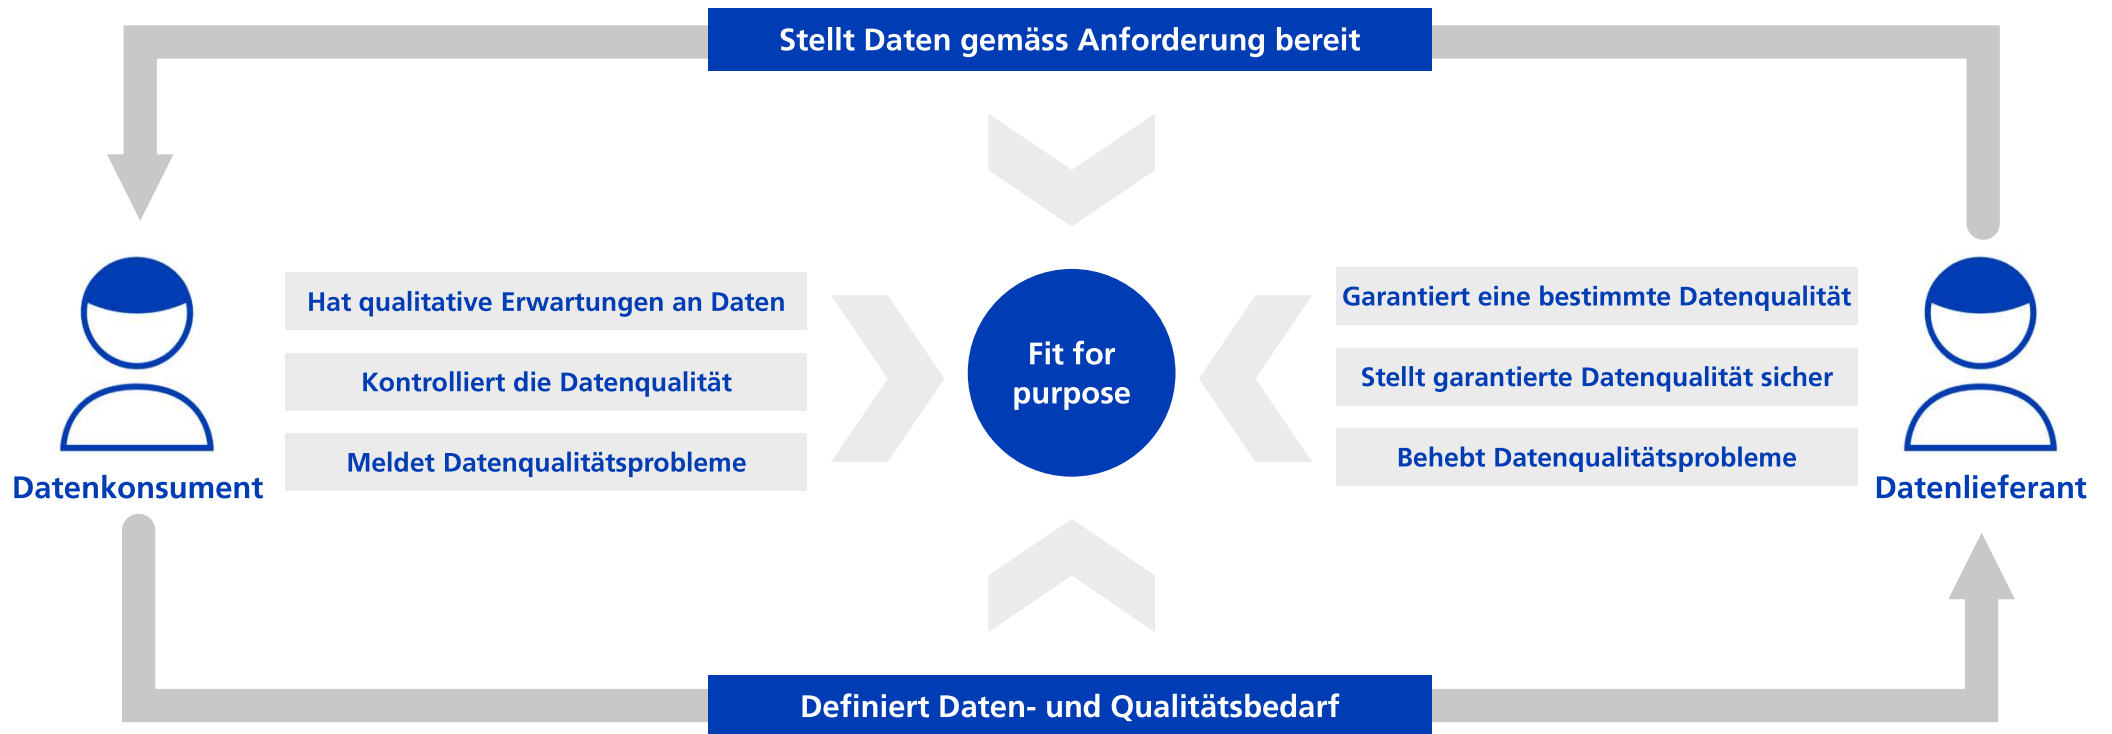 Stellt Daten gemäss Anforderung bereit
Hat qualitative Erwartungen an Daten
Kontrolliert die Datenqualität
Meldet Datenqualitätsprobleme
Datenkonsument
Fit for
purpose
Garantiert eine bestimmte Datenqualität
Stellt garantierte Datenqualität sicher
Behebt Datenqualitätsprobleme
Datenlieferant
Definiert Daten- und Qualitätsbedarf